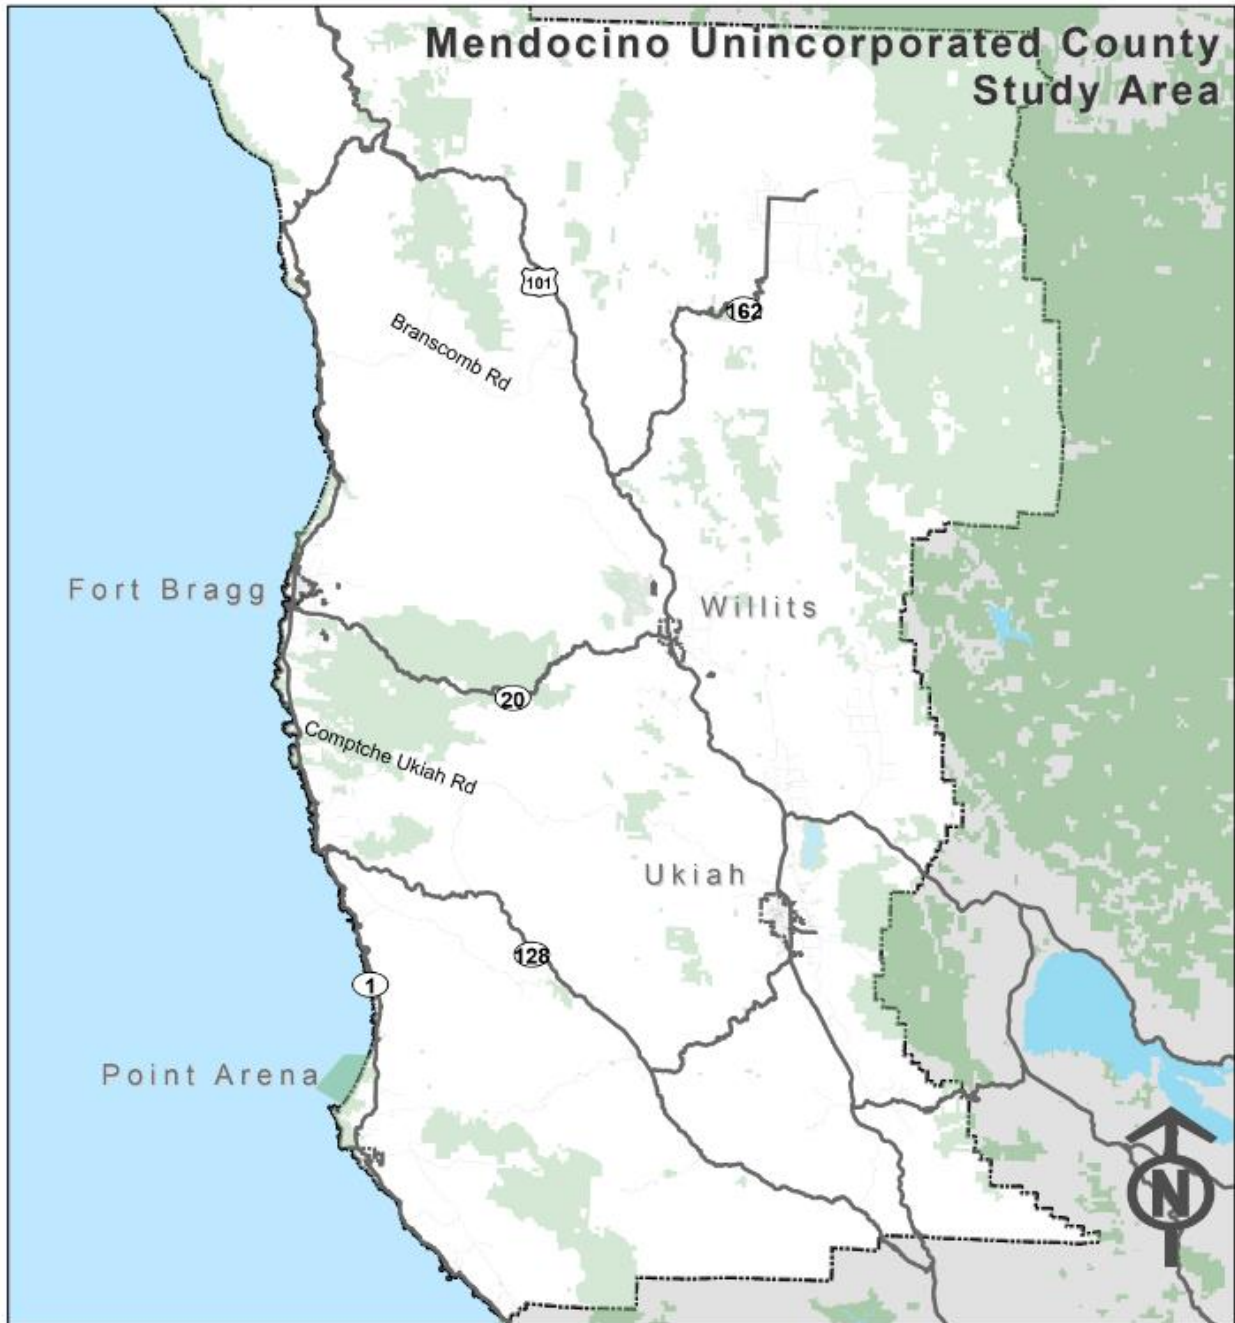 Mendocino Unincorporated County
Study Area
101
162
Branscomb Rd
Fort Bragg
Willits
20
Comptche Ukiah Rd
Ukiah
128
1
Point Arena
N